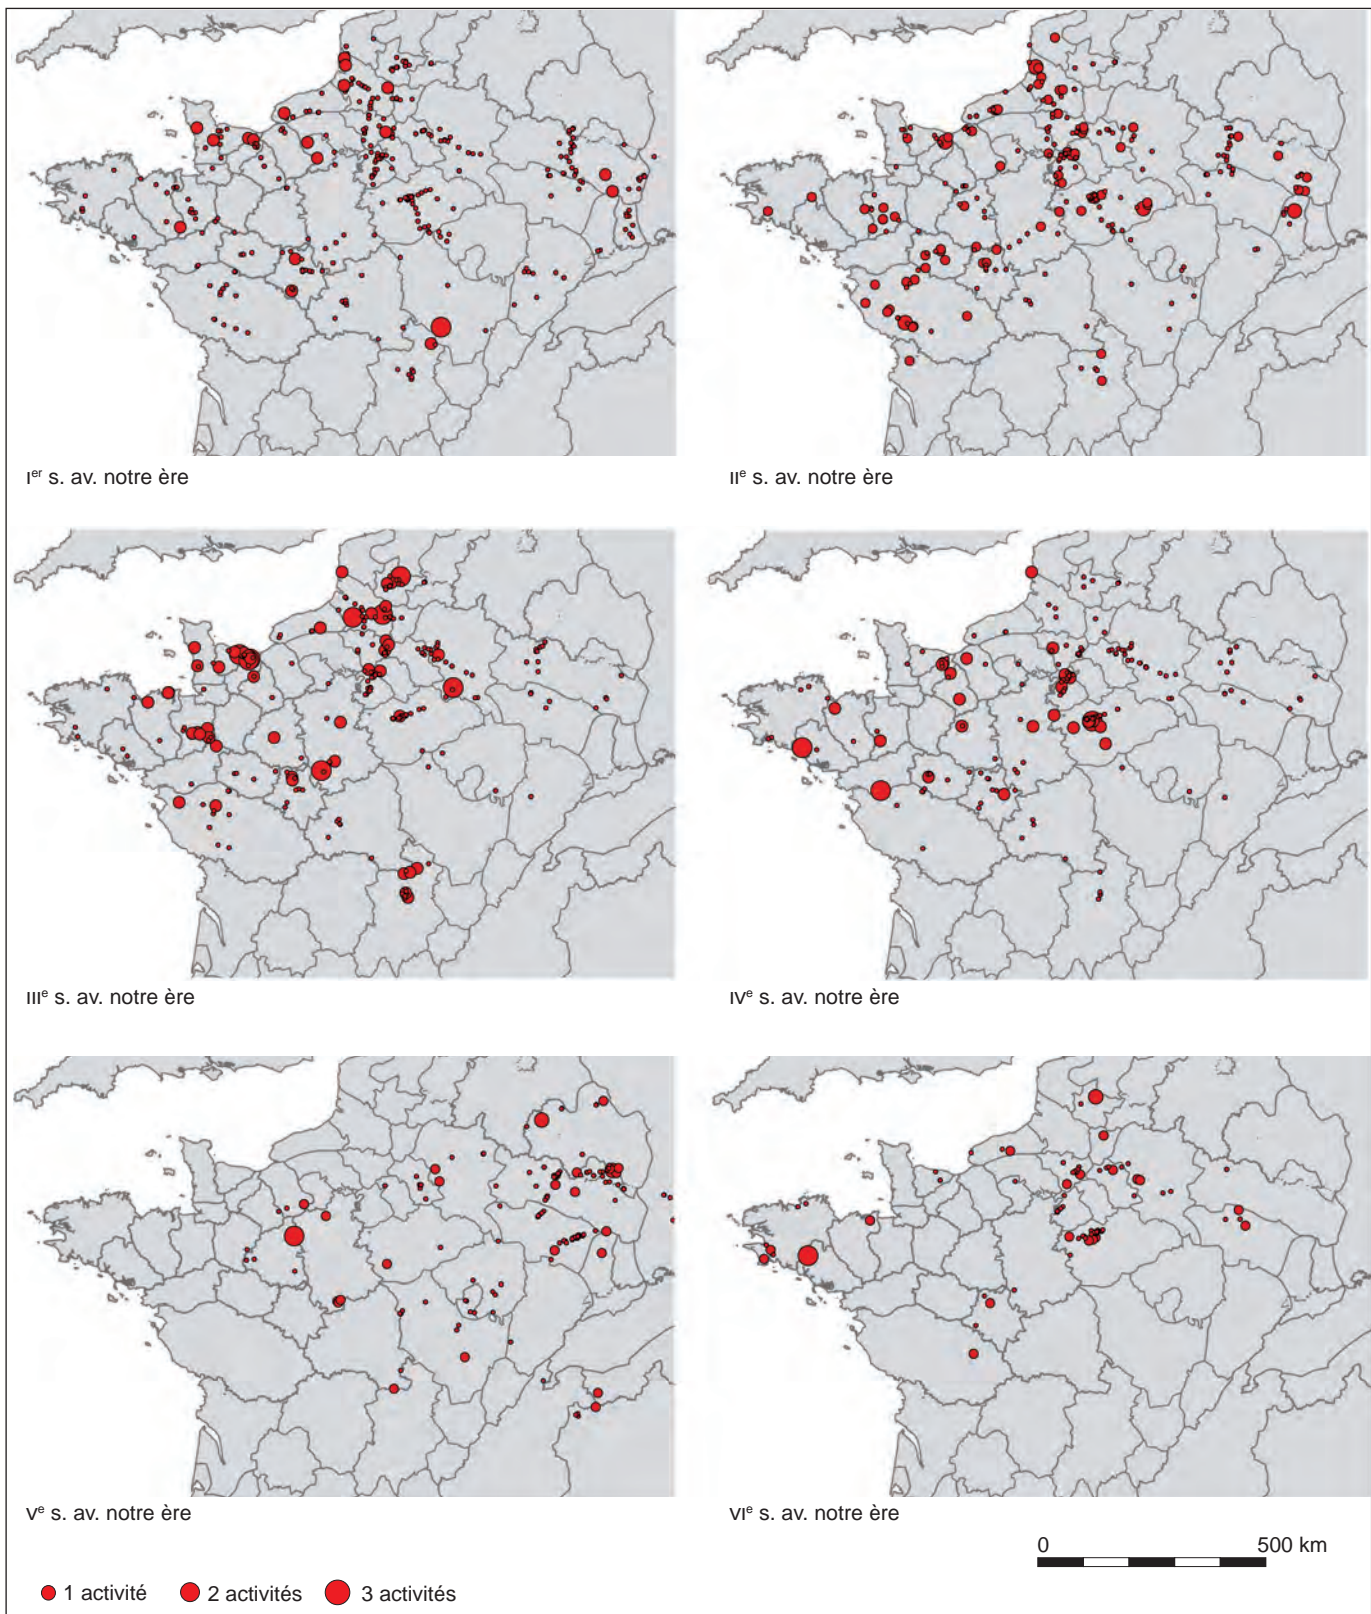 Ier s. av. notre ère
IIe s. av. notre ère
IIIe s. av. notre ère
IVe s. av. notre ère
Ve s. av. notre ère
VIe s. av. notre ère
0 500 km
1 activité 2 activités 3 activités